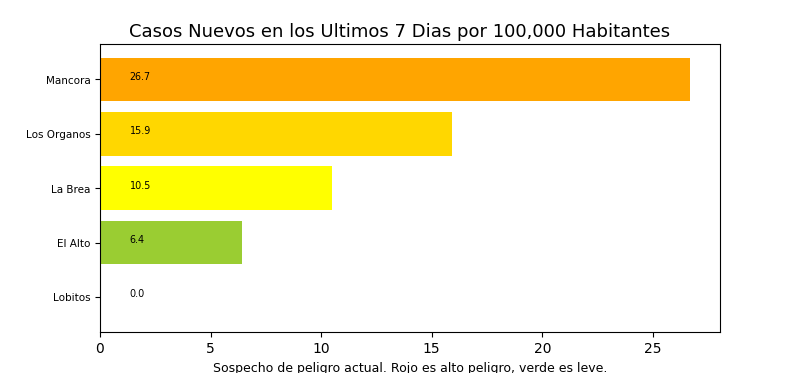 Casos Nuevos en los Ultimos 7 Dias por 100,000 Habitantes
Mancora 26.7
Los Organos 15.9
La Brea 10.5
El Alto 6.4
Lobitos 0.0
0 5 10 15 20 25
Sospecho de peligro actual. Rojo es alto peligro, verde es leve.